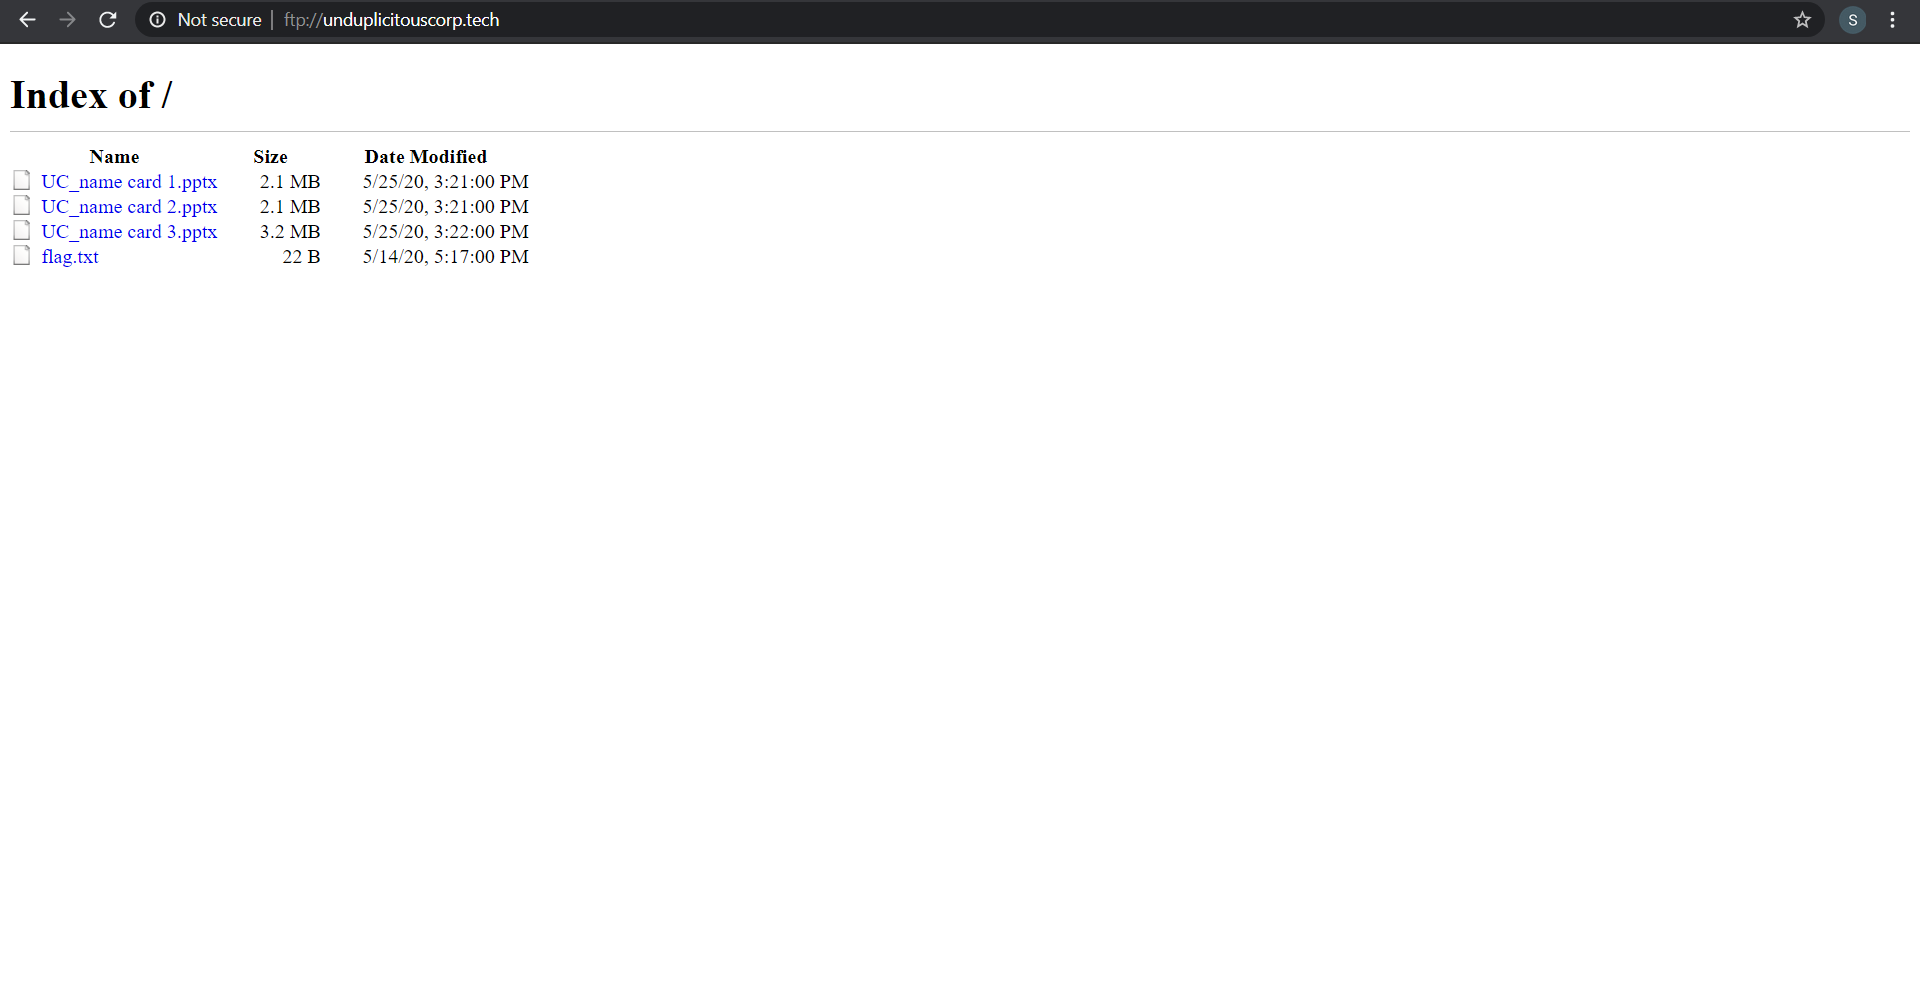 Not secure | ftp://unduplicitouscorp.tech S
Index of /
Name Size Date Modified
UC_name card 1.pptx 2.1 MB 5/25/20, 3:21:00 PM
UC_name card 2.pptx 2.1 MB 5/25/20, 3:21:00 PM
UC_name card 3.pptx 3.2 MB 5/25/20, 3:22:00 PM
flag.txt 22 B 5/14/20, 5:17:00 PM